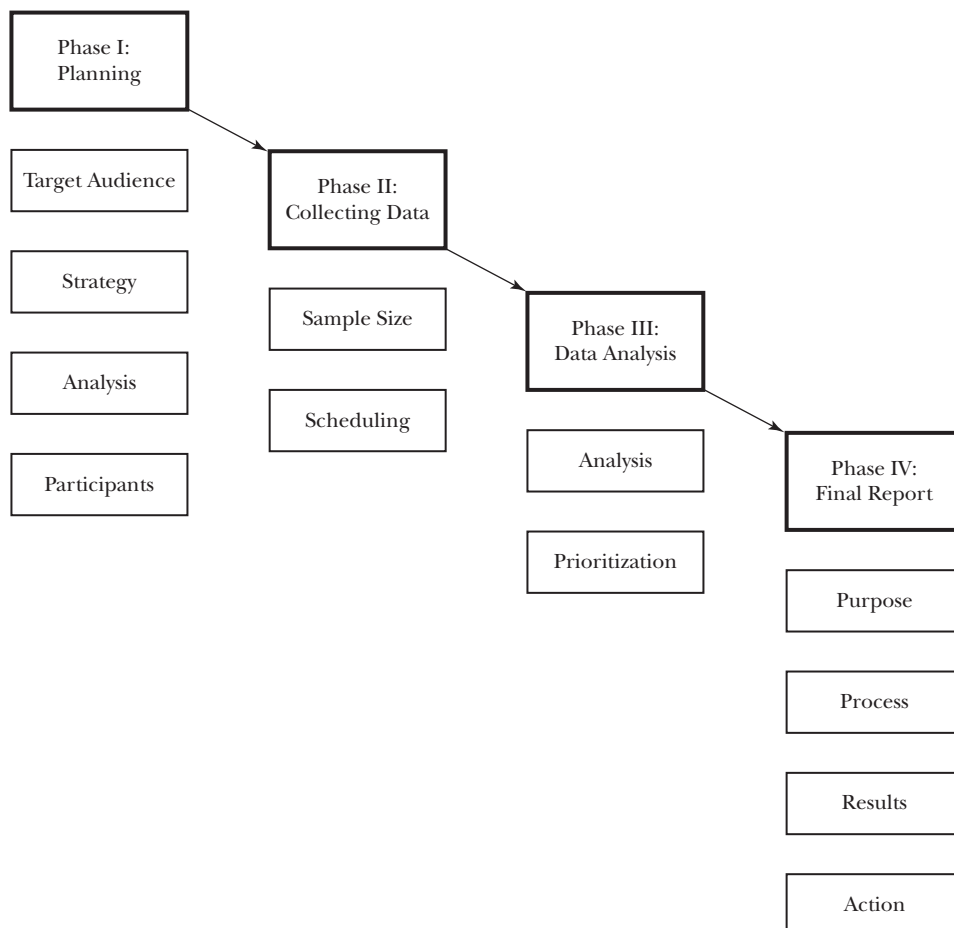 Phase I:
Planning
Target Audience
Strategy
Analysis
Participants
Phase II:
Collecting Data
Sample Size
Scheduling
Phase III:
Data Analysis
Analysis
Prioritization
Phase IV:
Final Report
Purpose
Process
Results
Action